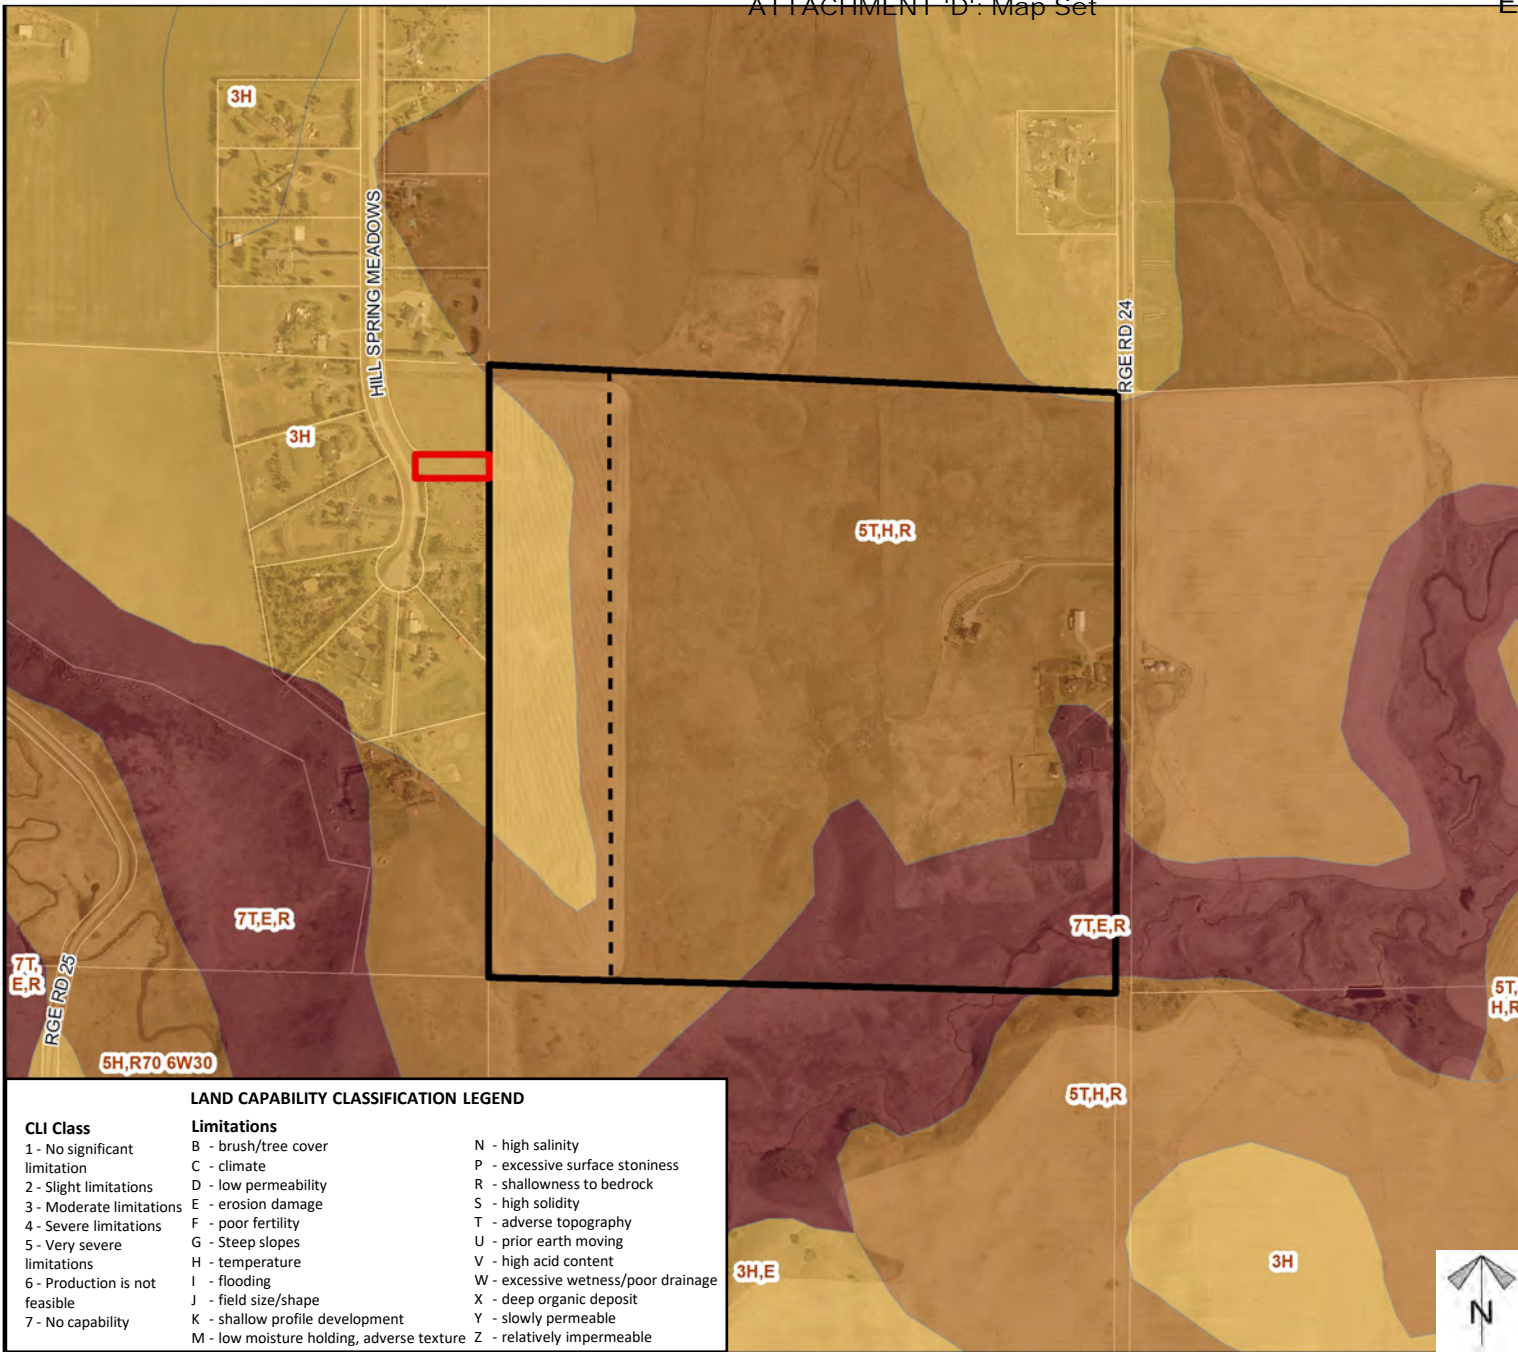 ATTACHMENT 'D': Map Set
E
3H
HILL SPRING MEADOWS
RGE RD 24
3H
5T,H,R
7T,E,R
7T,E,R
7T,
E,R
RGE RD 25
5T,
H,R
5H,R70 6W30
5T,H,R
3H,E
3H
N
LAND CAPABILITY CLASSIFICATION LEGEND
CLI Class
1 - No significant
limitation
2 - Slight limitations
3 - Moderate limitations
4 - Severe limitations
5 - Very severe
limitations
6 - Production is not
feasible
7 - No capability
Limitations
B - brush/tree cover
C - climate
D - low permeability
E - erosion damage
F - poor fertility
G - Steep slopes
H - temperature
I - flooding
J - field size/shape
K - shallow profile development
M - low moisture holding, adverse texture
N - high salinity
P - excessive surface stoniness
R - shallowness to bedrock
S - high solidity
T - adverse topography
U - prior earth moving
V - high acid content
W - excessive wetness/poor drainage
X - deep organic deposit
Y - slowly permeable
Z - relatively impermeable